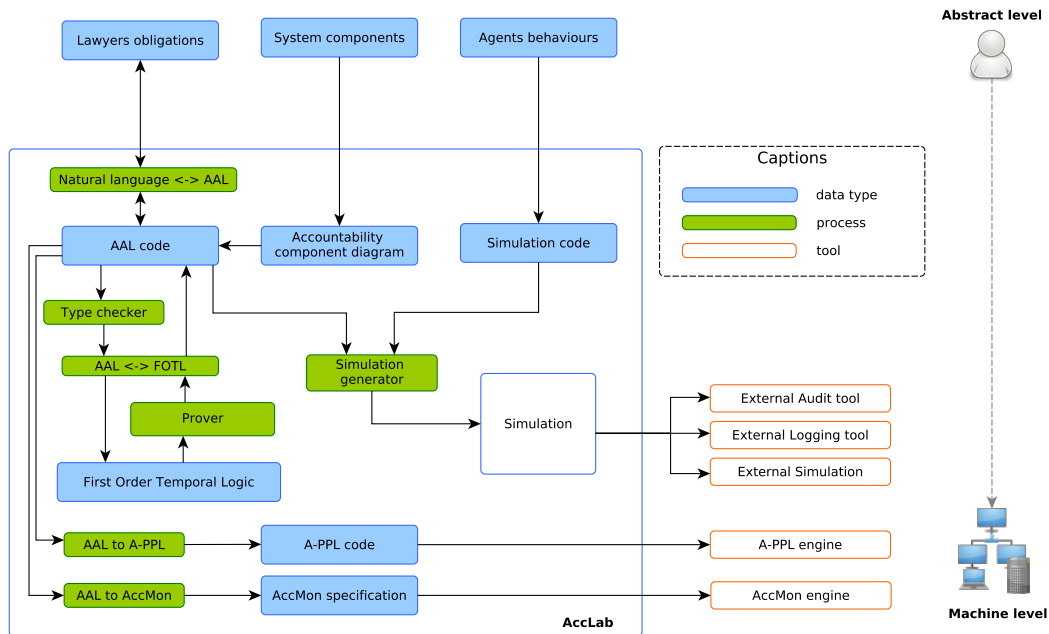 Abstract level
Lawyers obligations
System components
Agents behaviours
Captions
data type
process
tool
Natural language <-> AAL
AAL code
Accountability
component diagram
Simulation code
Type checker
AAL <-> FOTL
Simulation
generator
Prover
Simulation
External Audit tool
External Logging tool
External Simulation
First Order Temporal Logic
AAL to A-PPL
A-PPL code
A-PPL engine
AAL to AccMon
AccMon specification
AccMon engine
AccLab
Machine level